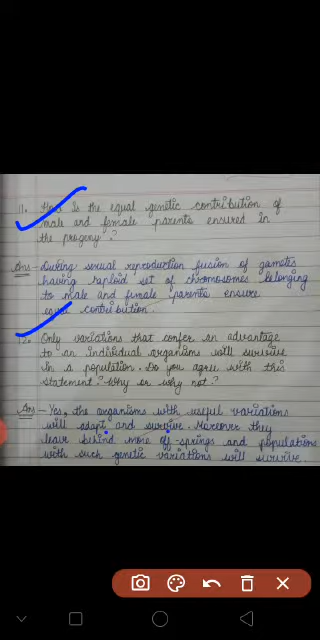 11. How is the equal genetic contribution of
male and female parents ensured in
the progeny?
Ans - During sexual reproduction fusion of gametes
having haploid set of chromosomes belonging
to male and female parents ensure
equal contribution.
12. Only variations that confer an advantage
to an individual organisms will survive
in a population. Do you agree with this
statement? Why or why not?
Ans - Yes, the organisms with useful variations
will adapt and survive. Moreover they
leave behind more off-springs and populations
with such genetic variations will survive.